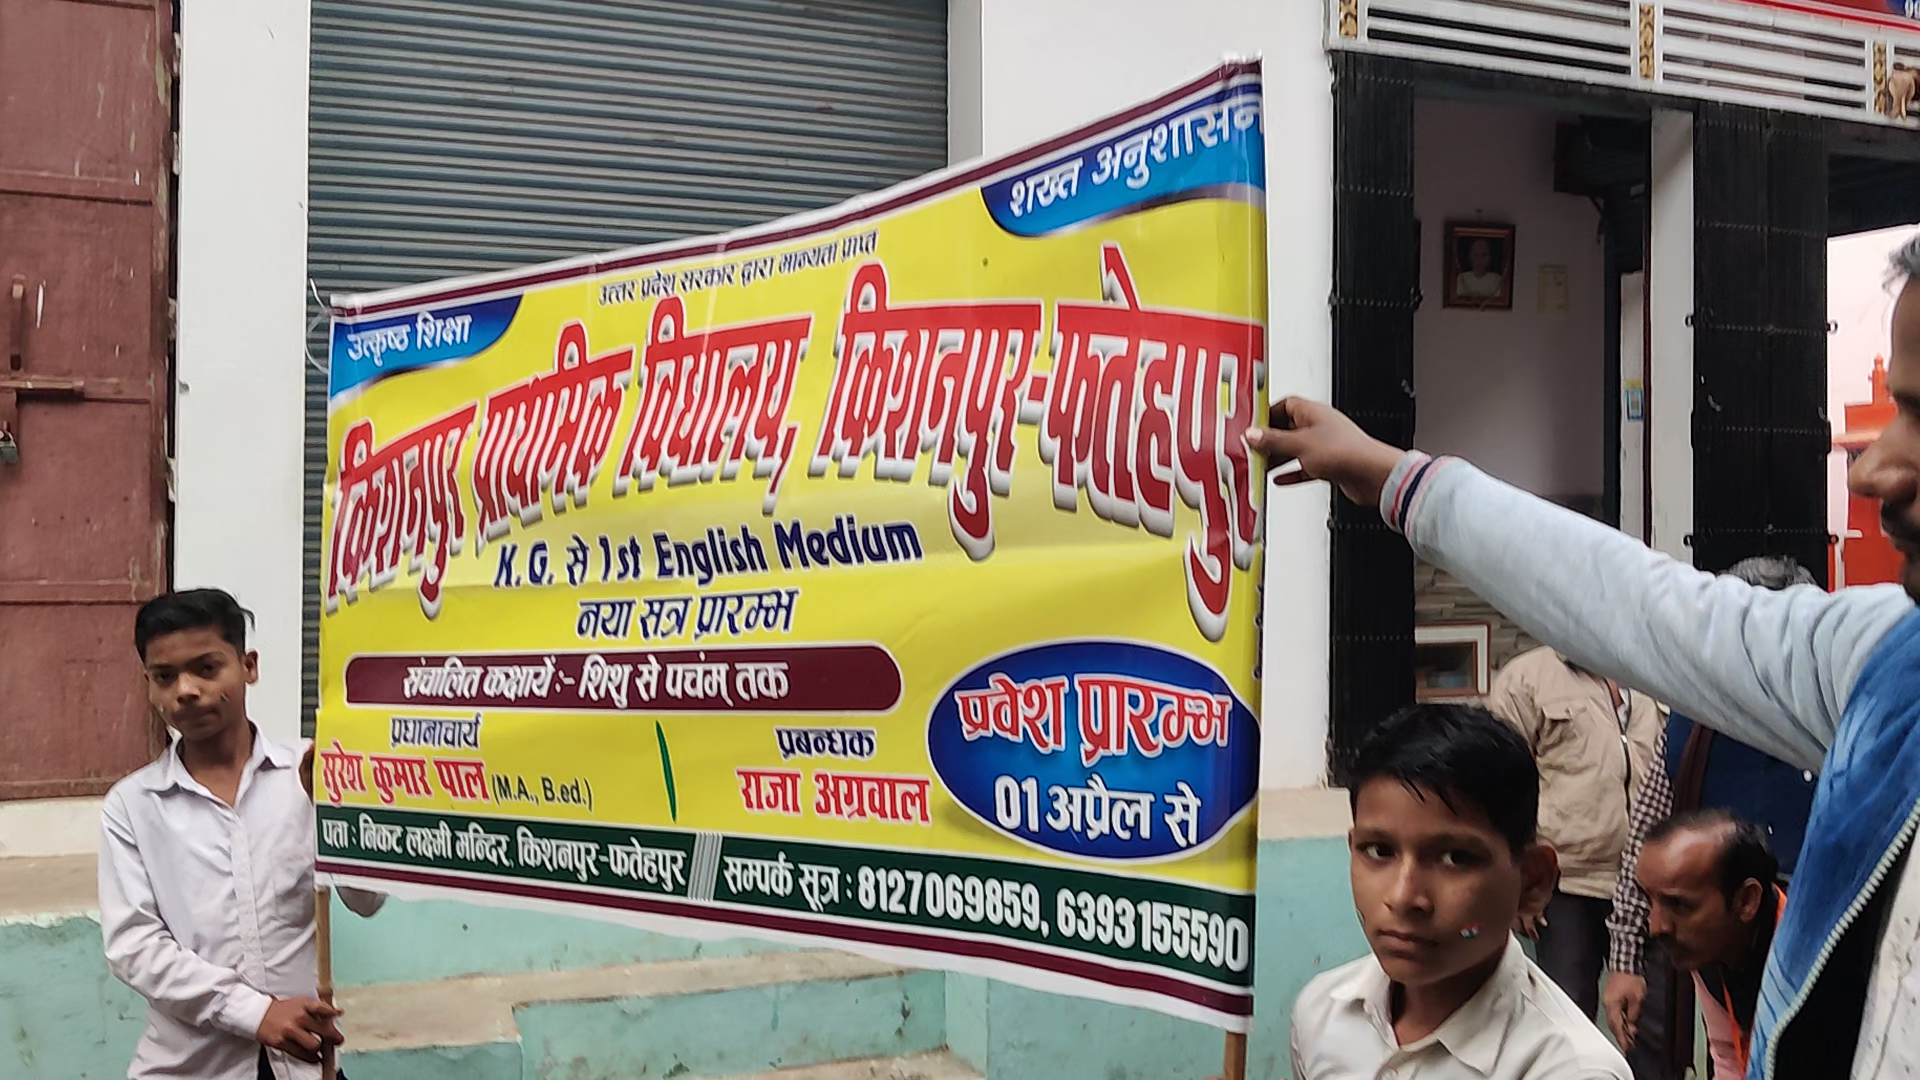 उत्कृष्ठ शिक्षा
उत्तर प्रदेश सरकार द्वारा मान्यता प्राप्त
शख्त अनुशासन
किशनपुर प्राथमिक विद्यालय, किशनपुर-फतेहपुर
K.G. से 1st English Medium
नया सत्र प्रारम्भ
संचालित कक्षायें:- शिशु से पचंम् तक
प्रधानाचार्य
सुरेश कुमार पाल (M.A., B.ed.)
प्रबन्धक
राजा अग्रवाल
प्रवेश प्रारम्भ
01 अप्रैल से
पता : निकट लक्ष्मी मन्दिर, किशनपुर-फतेहपुर
सम्पर्क सूत्र : 8127069859, 6393155590